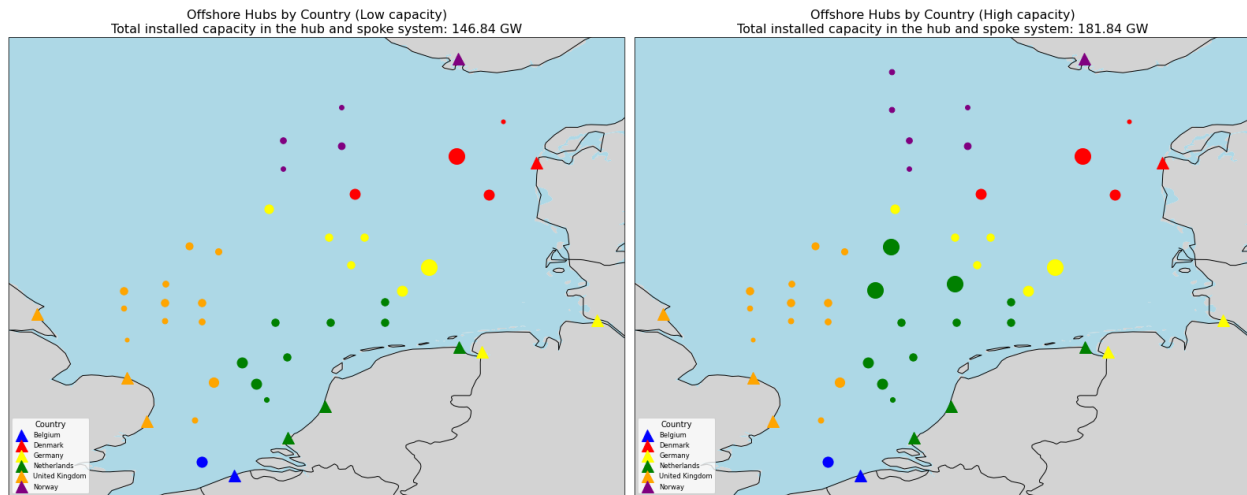 Offshore Hubs by Country (Low capacity)
Total installed capacity in the hub and spoke system: 146.84 GW
Country
Belgium
Denmark
Germany
Netherlands
United Kingdom
Norway
Offshore Hubs by Country (High capacity)
Total installed capacity in the hub and spoke system: 181.84 GW
Country
Belgium
Denmark
Germany
Netherlands
United Kingdom
Norway